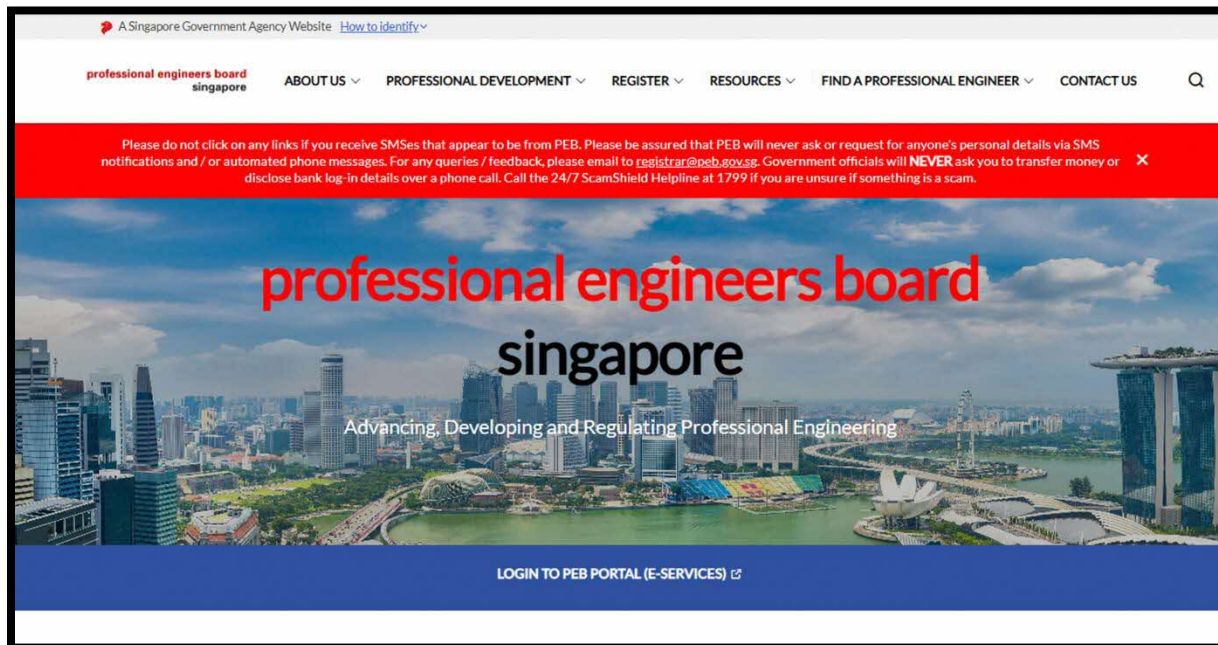 A Singapore Government Agency Website How to identify
professional engineers board
singapore
ABOUT US
PROFESSIONAL DEVELOPMENT
REGISTER
RESOURCES
FIND A PROFESSIONAL ENGINEER
CONTACT US
Please do not click on any links if you receive SMSes that appear to be from PEB. Please be assured that PEB will never ask or request for anyone's personal details via SMS
notifications and / or automated phone messages. For any queries / feedback, please email to registrar@peb.gov.sg. Government officials will NEVER ask you to transfer money or
disclose bank log-in details over a phone call. Call the 24/7 ScamShield Helpline at 1799 if you are unsure if something is a scam.
professional engineers board
singapore
Advancing, Developing and Regulating Professional Engineering
LOGIN TO PEB PORTAL (E-SERVICES)